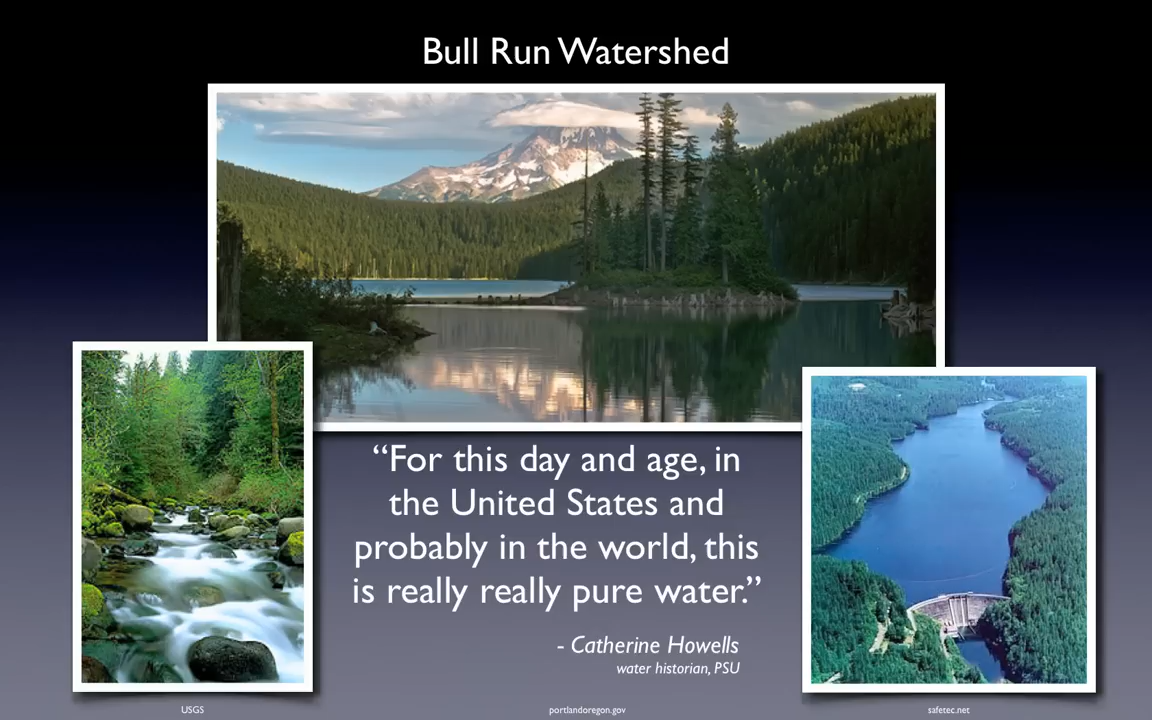 Bull Run Watershed
“For this day and age, in
the United States and
probably in the world, this
is really really pure water.”
- Catherine Howells
water historian, PSU
USGS
portlandoregon.gov
safetec.net